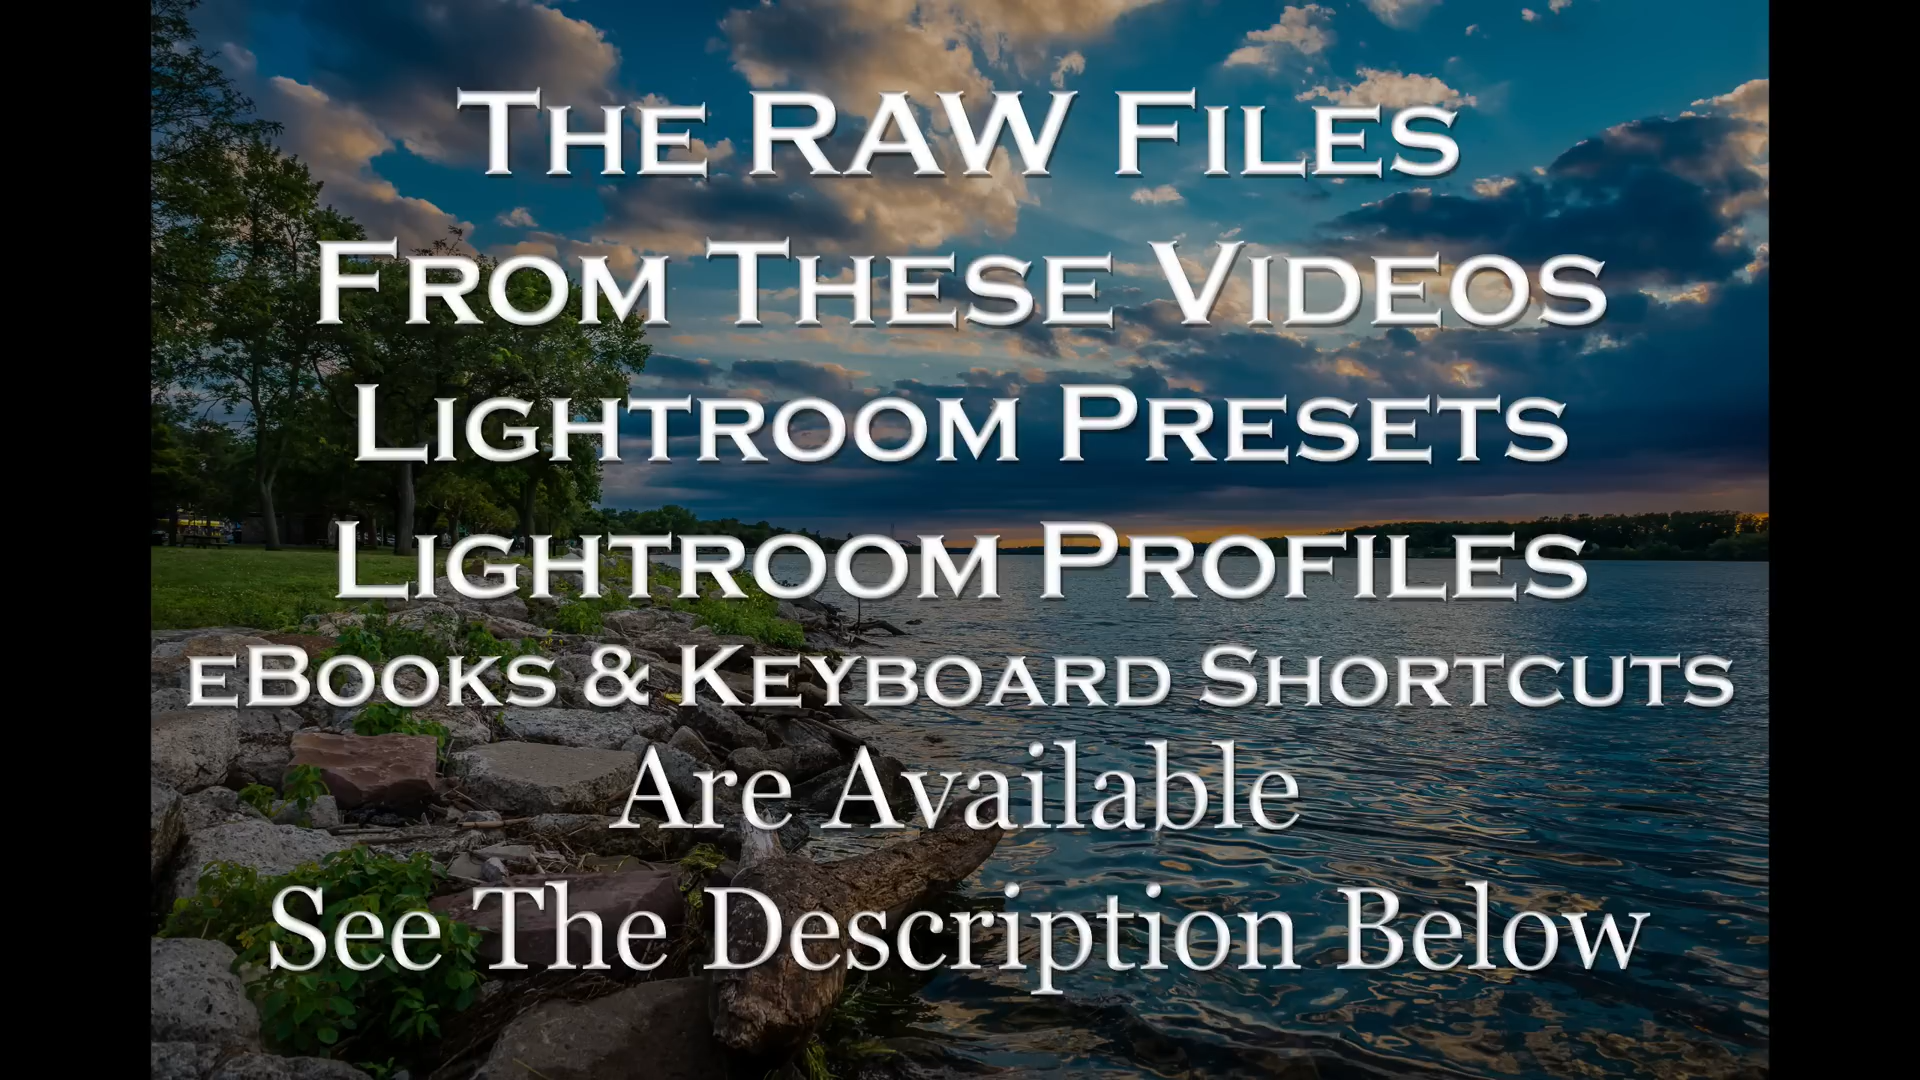 The RAW Files
From These Videos
Lightroom Presets
Lightroom Profiles
eBooks & Keyboard Shortcuts
Are Available
See The Description Below